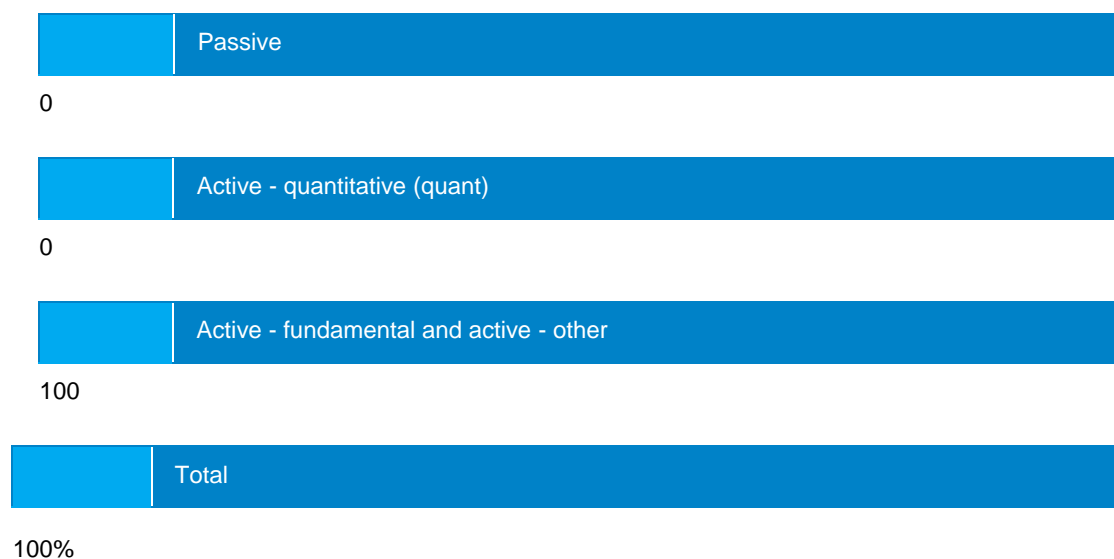 Passive
0
Active - quantitative (quant)
0
Active - fundamental and active - other
100
Total
100%